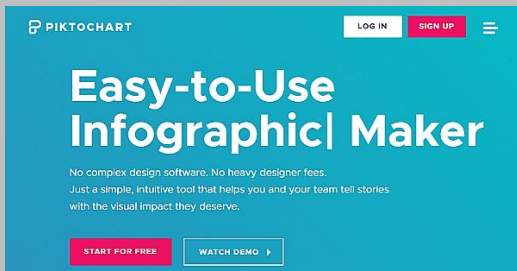 PIKTOCHART
LOG IN
SIGN UP
Easy-to-Use
Infographic| Maker
No complex design software. No heavy designer fees.
Just a simple, intuitive tool that helps you and your team tell stories
with the visual impact they deserve.
START FOR FREE
WATCH DEMO